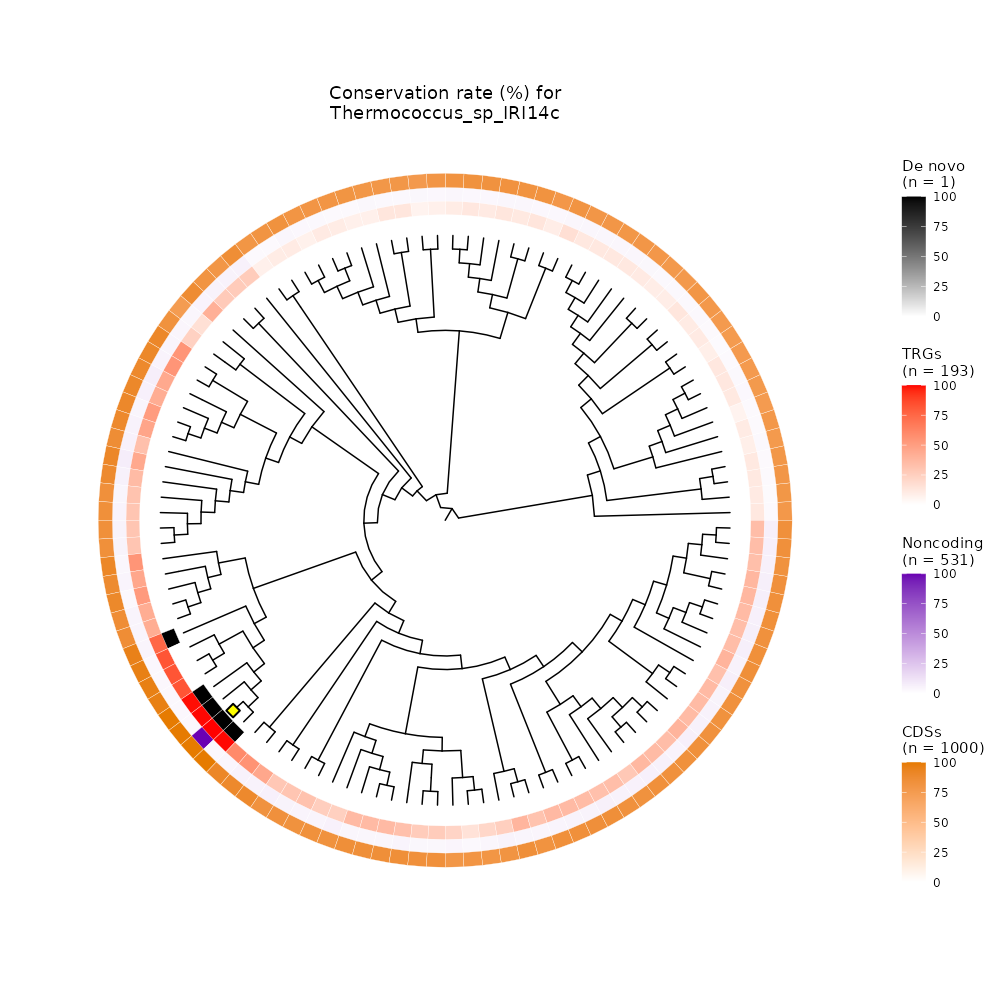 Conservation rate (%) for
Thermococcus_sp_IRI14c
De novo
(n = 1)
100
75
50
25
0
TRGs
(n = 193)
100
75
50
25
0
Noncoding
(n = 531)
100
75
50
25
0
CDSs
(n = 1000)
100
75
50
25
0